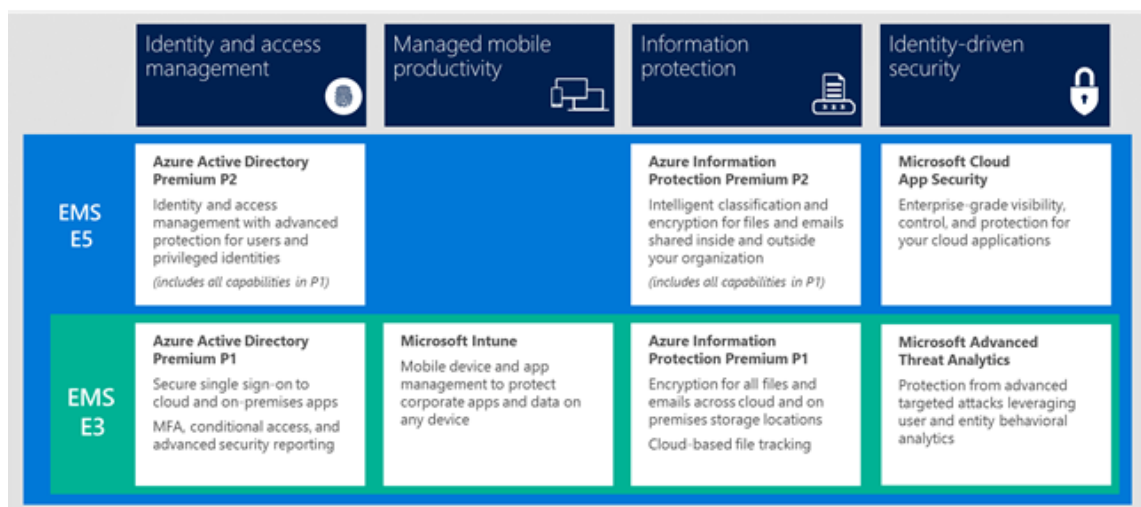 Identity and access
management
Managed mobile
productivity
Information
protection
Identity-driven
security
EMS
E5
Azure Active Directory
Premium P2
Identity and access
management with advanced
protection for users and
privileged identities
(includes all capabilities in P1)
Azure Information
Protection Premium P2
Intelligent classification and
encryption for files and emails
shared inside and outside
your organization
(includes all capabilities in P1)
Microsoft Cloud
App Security
Enterprise-grade visibility,
control, and protection for
your cloud applications
EMS
E3
Azure Active Directory
Premium P1
Secure single sign-on to
cloud and on-premises apps
MFA, conditional access, and
advanced security reporting
Microsoft Intune
Mobile device and app
management to protect
corporate apps and data on
any device
Azure Information
Protection Premium P1
Encryption for all files and
emails across cloud and on
premises storage locations
Cloud-based file tracking
Microsoft Advanced
Threat Analytics
Protection from advanced
targeted attacks leveraging
user and entity behavioral
analytics